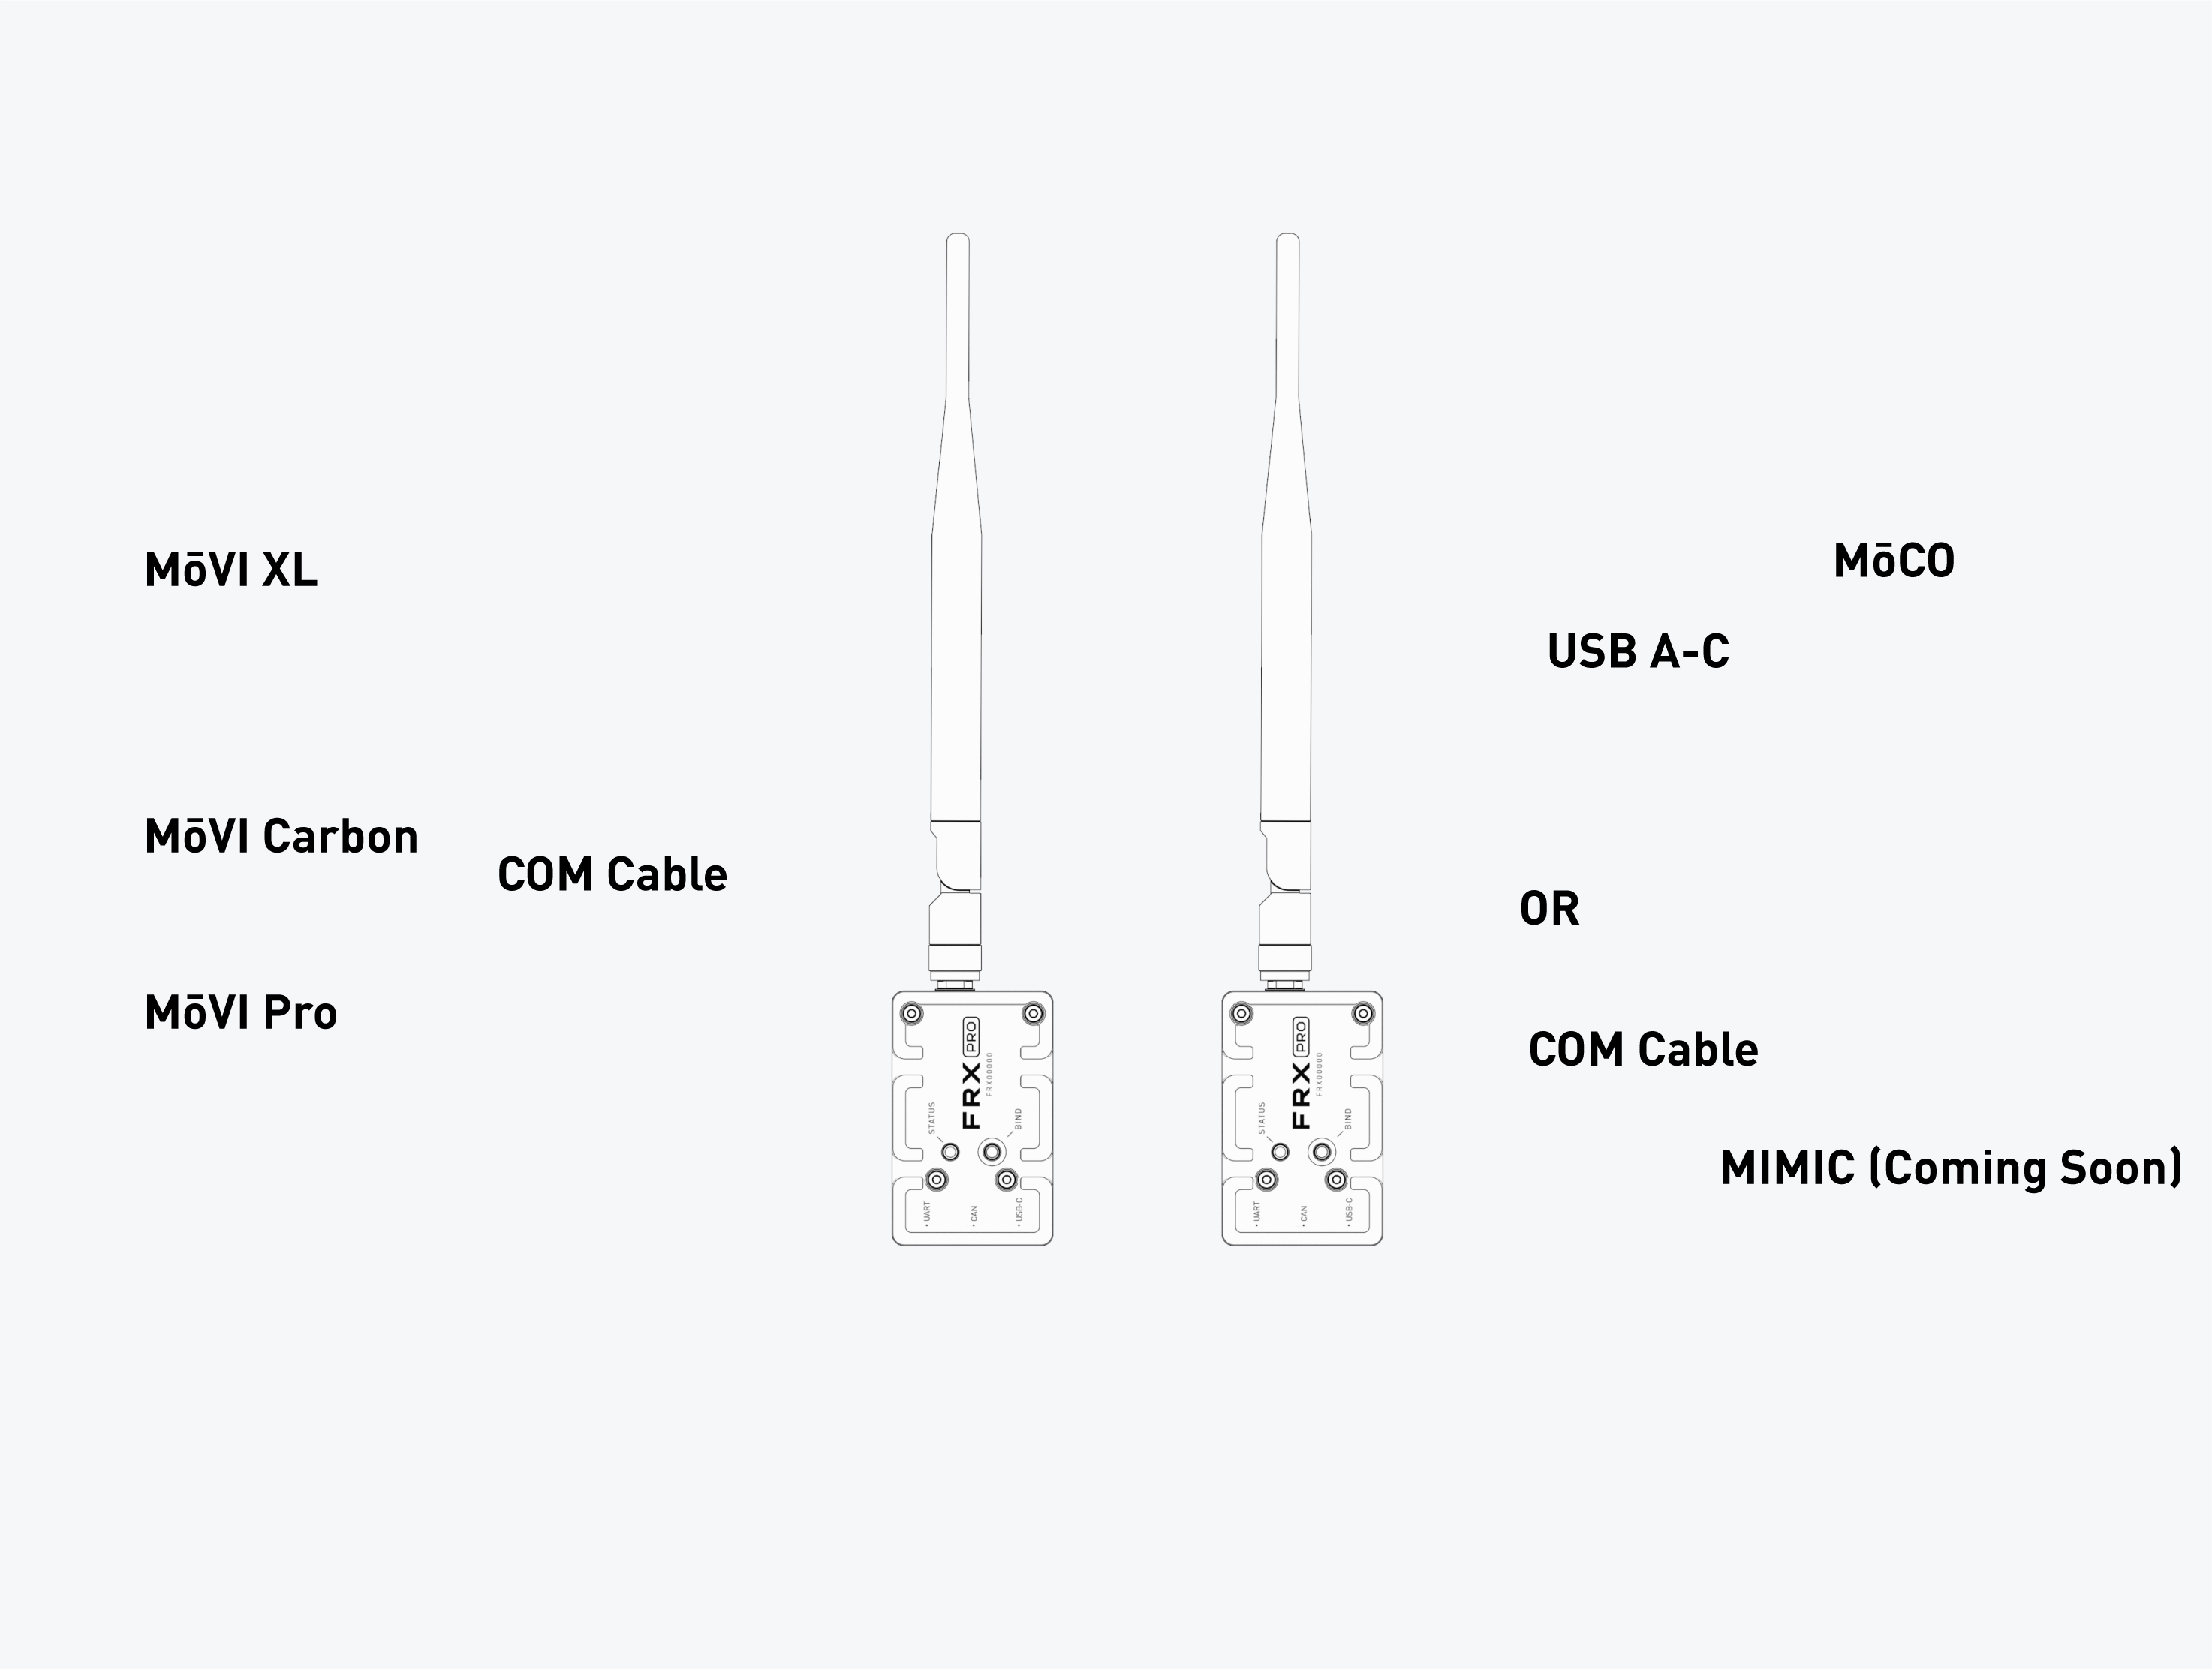 MōVI XL
MōVI Carbon
COM Cable
MōVI Pro
FRX PRO
FRX00000
STATUS
BIND
• UART
• CAN
• USB-C
FRX PRO
FRX00000
STATUS
BIND
• UART
• CAN
• USB-C
MōCO
USB A-C
OR
COM Cable
MIMIC (Coming Soon)